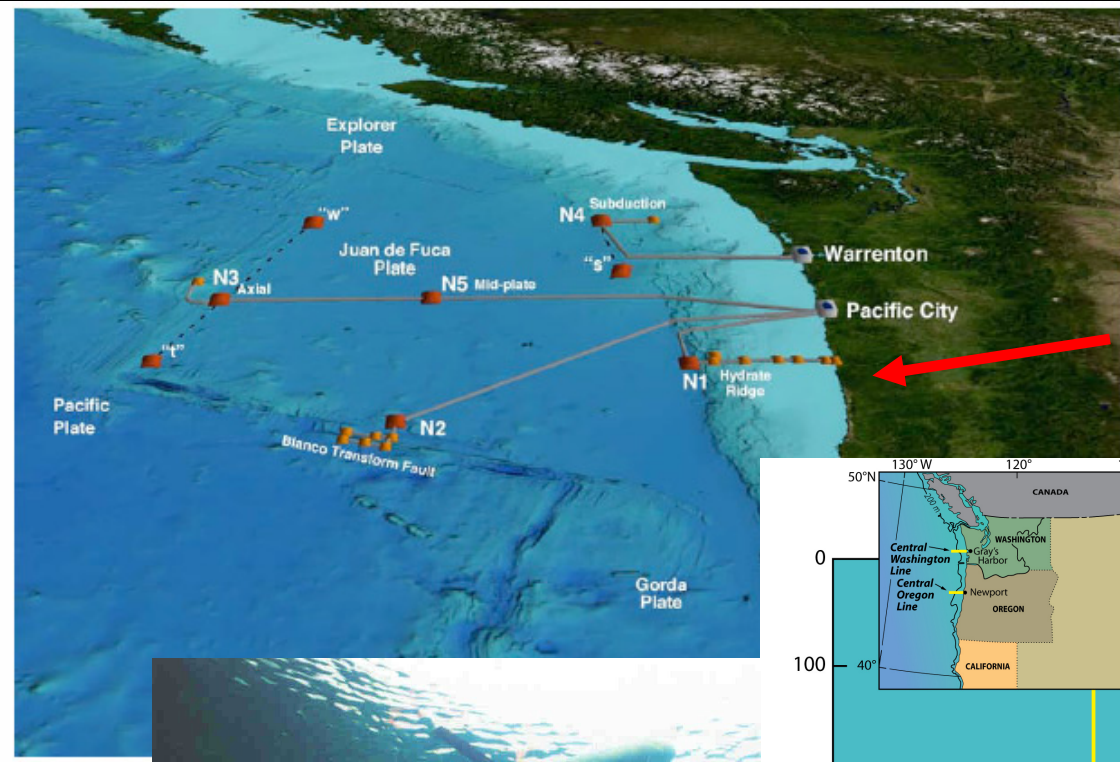 Explorer
Plate
"w"
N4
Subduction
Juan de Fuca
Plate
"s"
Warrenton
N3
Axial
N5
Mid-plate
Pacific City
"t"
N1
Hydrate
Ridge
Pacific
Plate
N2
Blanco Transform Fault
Gorda
Plate
130° W
120°
50°N
200 m
CANADA
Central
Washington
Line
WASHINGTON
Gray's
Harbor
Central
Oregon
Line
Newport
OREGON
40°
CALIFORNIA
0
100